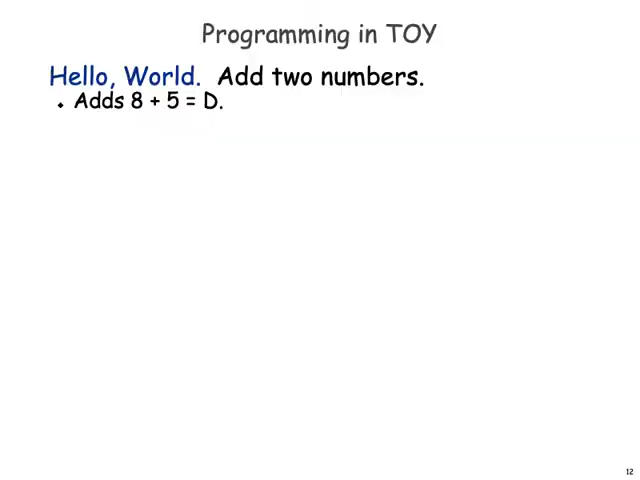 Programming in TOY
Hello, World. Add two numbers.
◆ Adds 8 + 5 = D.
12